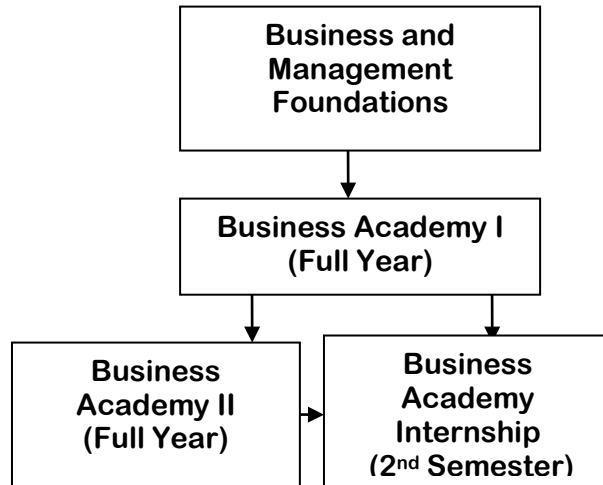 Business and
Management
Foundations
Business Academy I
(Full Year)
Business
Academy II
(Full Year)
Business
Academy
Internship
(2nd Semester)